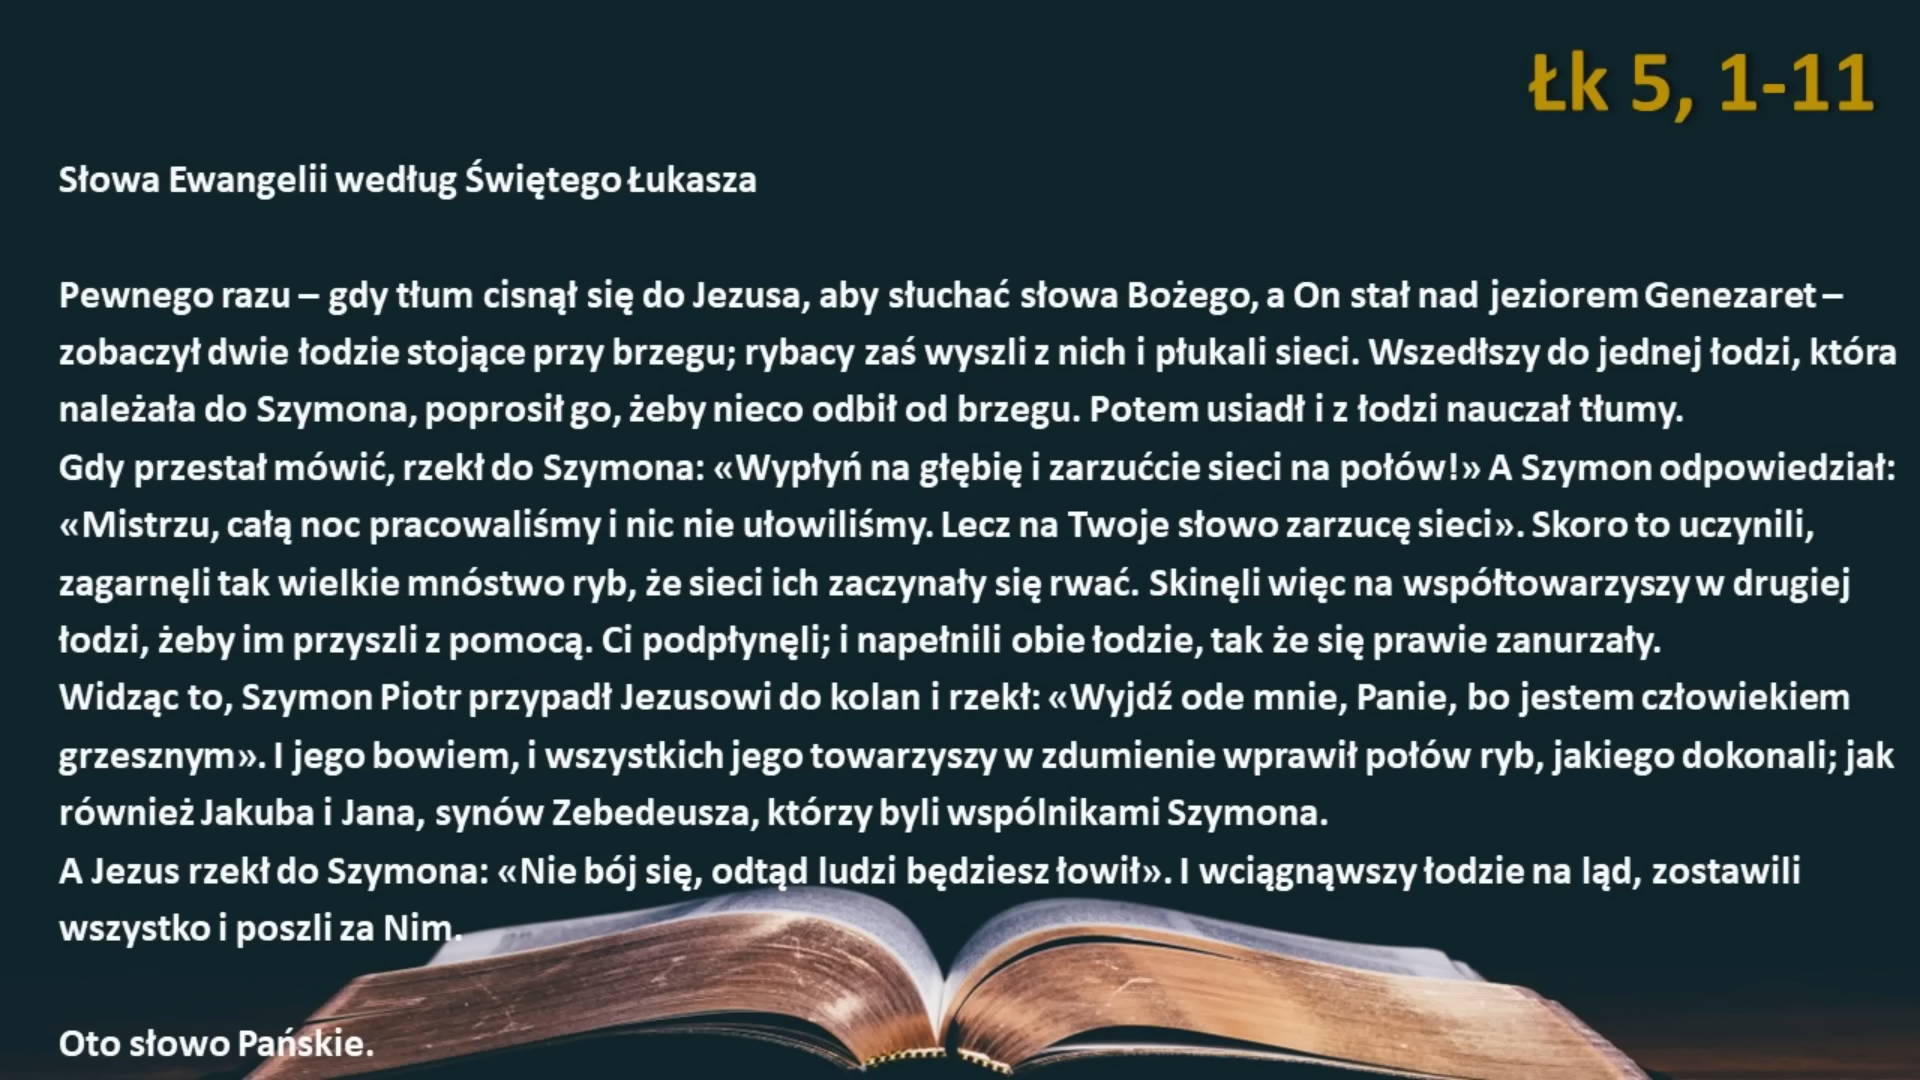 Łk 5, 1-11
Słowa Ewangelii według Świętego Łukasza
Pewnego razu – gdy tłum cisnął się do Jezusa, aby słuchać słowa Bożego, a On stał nad jeziorem Genezaret –
zobaczył dwie łodzie stojące przy brzegu; rybacy zaś wyszli z nich i płukali sieci. Wszedłszy do jednej łodzi, która
należała do Szymona, poprosił go, żeby nieco odbił od brzegu. Potem usiadł i z łodzi nauczał tłumy.
Gdy przestał mówić, rzekł do Szymona: «Wypłyń na głębię i zarzućcie sieci na połów!» A Szymon odpowiedział:
«Mistrzu, całą noc pracowaliśmy i nic nie ułowiliśmy. Lecz na Twoje słowo zarzucę sieci». Skoro to uczynili,
zagarnęli tak wielkie mnóstwo ryb, że sieci ich zaczynały się rwać. Skinęli więc na współtowarzyszy w drugiej
łodzi, żeby im przyszli z pomocą. Ci podpłynęli; i napełnili obie łodzie, tak że się prawie zanurzały.
Widząc to, Szymon Piotr przypadł Jezusowi do kolan i rzekł: «Wyjdź ode mnie, Panie, bo jestem człowiekiem
grzesznym». I jego bowiem, i wszystkich jego towarzyszy w zdumienie wprawił połów ryb, jakiego dokonali; jak
również Jakuba i Jana, synów Zebedeusza, którzy byli wspólnikami Szymona.
A Jezus rzekł do Szymona: «Nie bój się, odtąd ludzi będziesz łowił». I wciągnąwszy łodzie na ląd, zostawili
wszystko i poszli za Nim.
Oto słowo Pańskie.